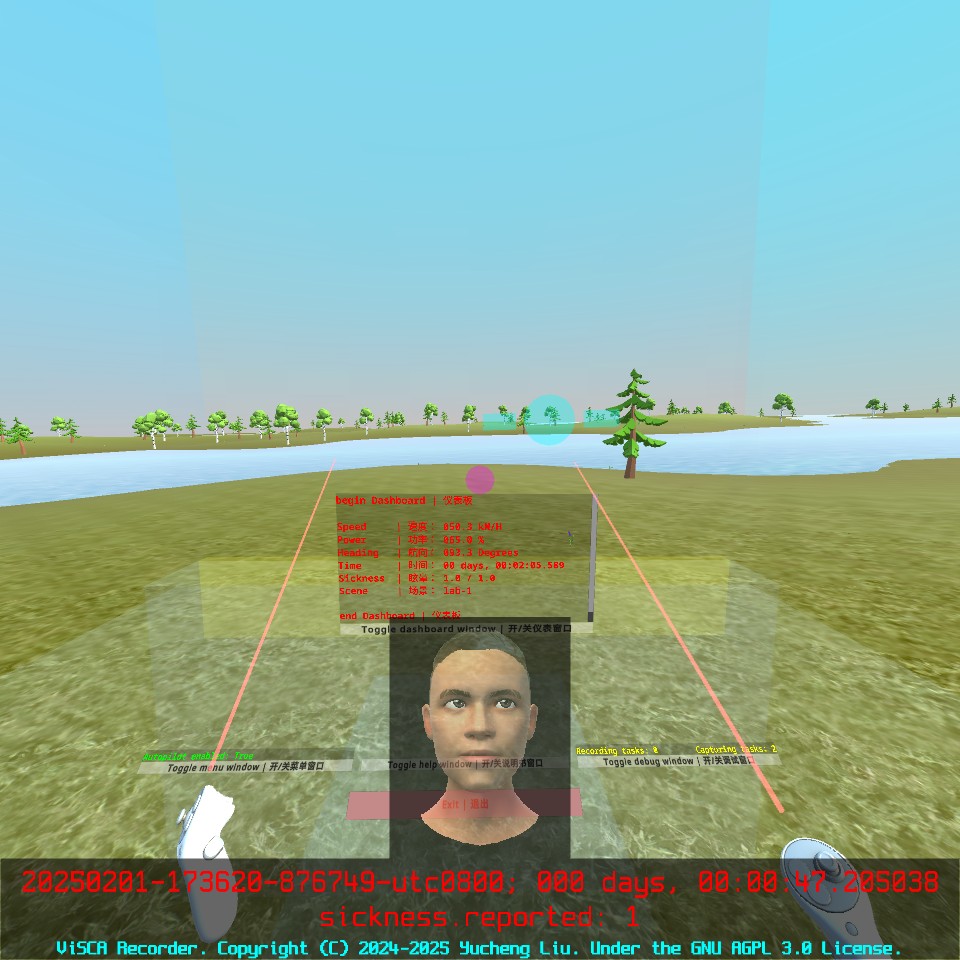 begin Dashboard | 仪表板
Speed | 速度: 050.3 KM/H
Power | 功率: 065.0 %
Heading | 航向: 093.3 Degrees
Time | 时间: 00 days, 00:02:05.589
Sickness | 眩晕: 1.0 / 1.0
Scene | 场景: lab-1
end Dashboard | 仪表板
Toggle dashboard window | 开/关仪表窗口
Autopilot enabled: True
Recording tasks: 0 Capturing tasks: 2
Toggle menu window | 开/关菜单窗口
Toggle help window | 开/关说明书窗口
Toggle debug window | 开/关调试窗口
Exit | 退出
20250201-173620-876749-utc0800; 000 days, 00:00:47.205038
sickness.reported: 1
ViSCA Recorder. Copyright (C) 2024-2025 Yucheng Liu. Under the GNU AGPL 3.0 License.